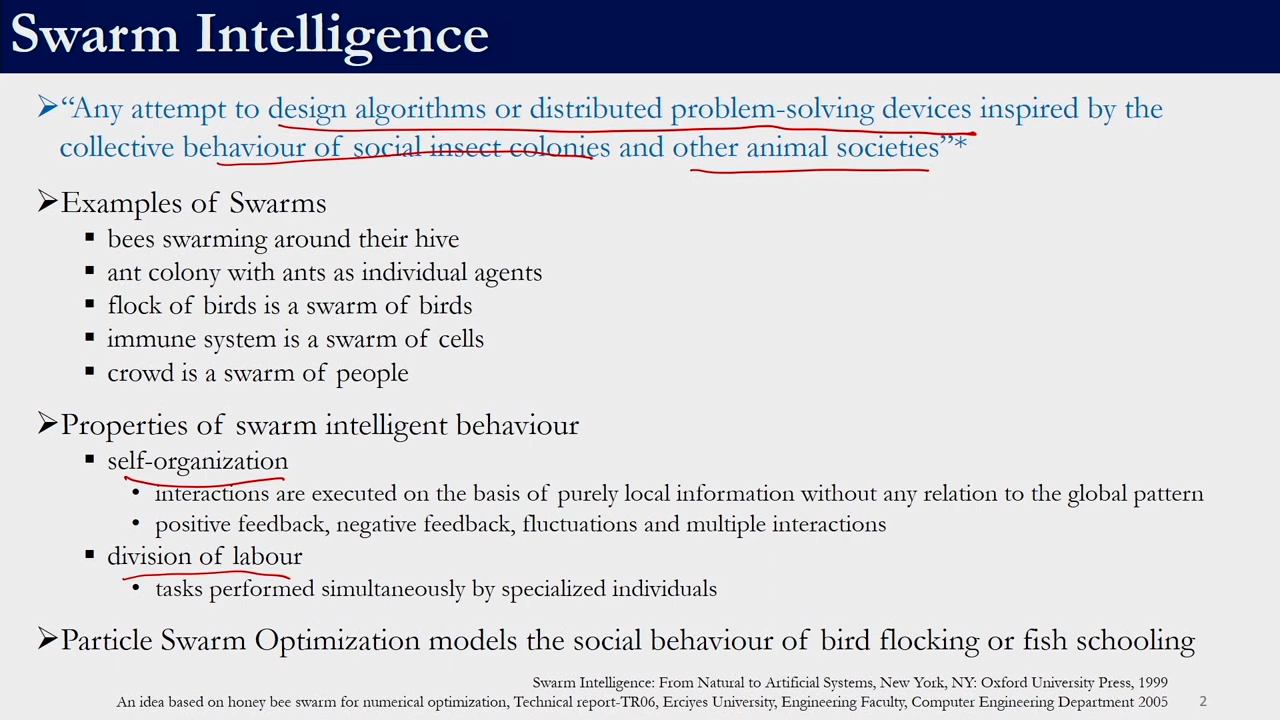 Swarm Intelligence
➢“Any attempt to design algorithms or distributed problem-solving devices inspired by the
collective behaviour of social insect colonies and other animal societies”*
➢Examples of Swarms
▪ bees swarming around their hive
▪ ant colony with ants as individual agents
▪ flock of birds is a swarm of birds
▪ immune system is a swarm of cells
▪ crowd is a swarm of people
➢Properties of swarm intelligent behaviour
▪ self-organization
• interactions are executed on the basis of purely local information without any relation to the global pattern
• positive feedback, negative feedback, fluctuations and multiple interactions
▪ division of labour
• tasks performed simultaneously by specialized individuals
➢Particle Swarm Optimization models the social behaviour of bird flocking or fish schooling
Swarm Intelligence: From Natural to Artificial Systems, New York, NY: Oxford University Press, 1999
An idea based on honey bee swarm for numerical optimization, Technical report-TR06, Erciyes University, Engineering Faculty, Computer Engineering Department 2005
2